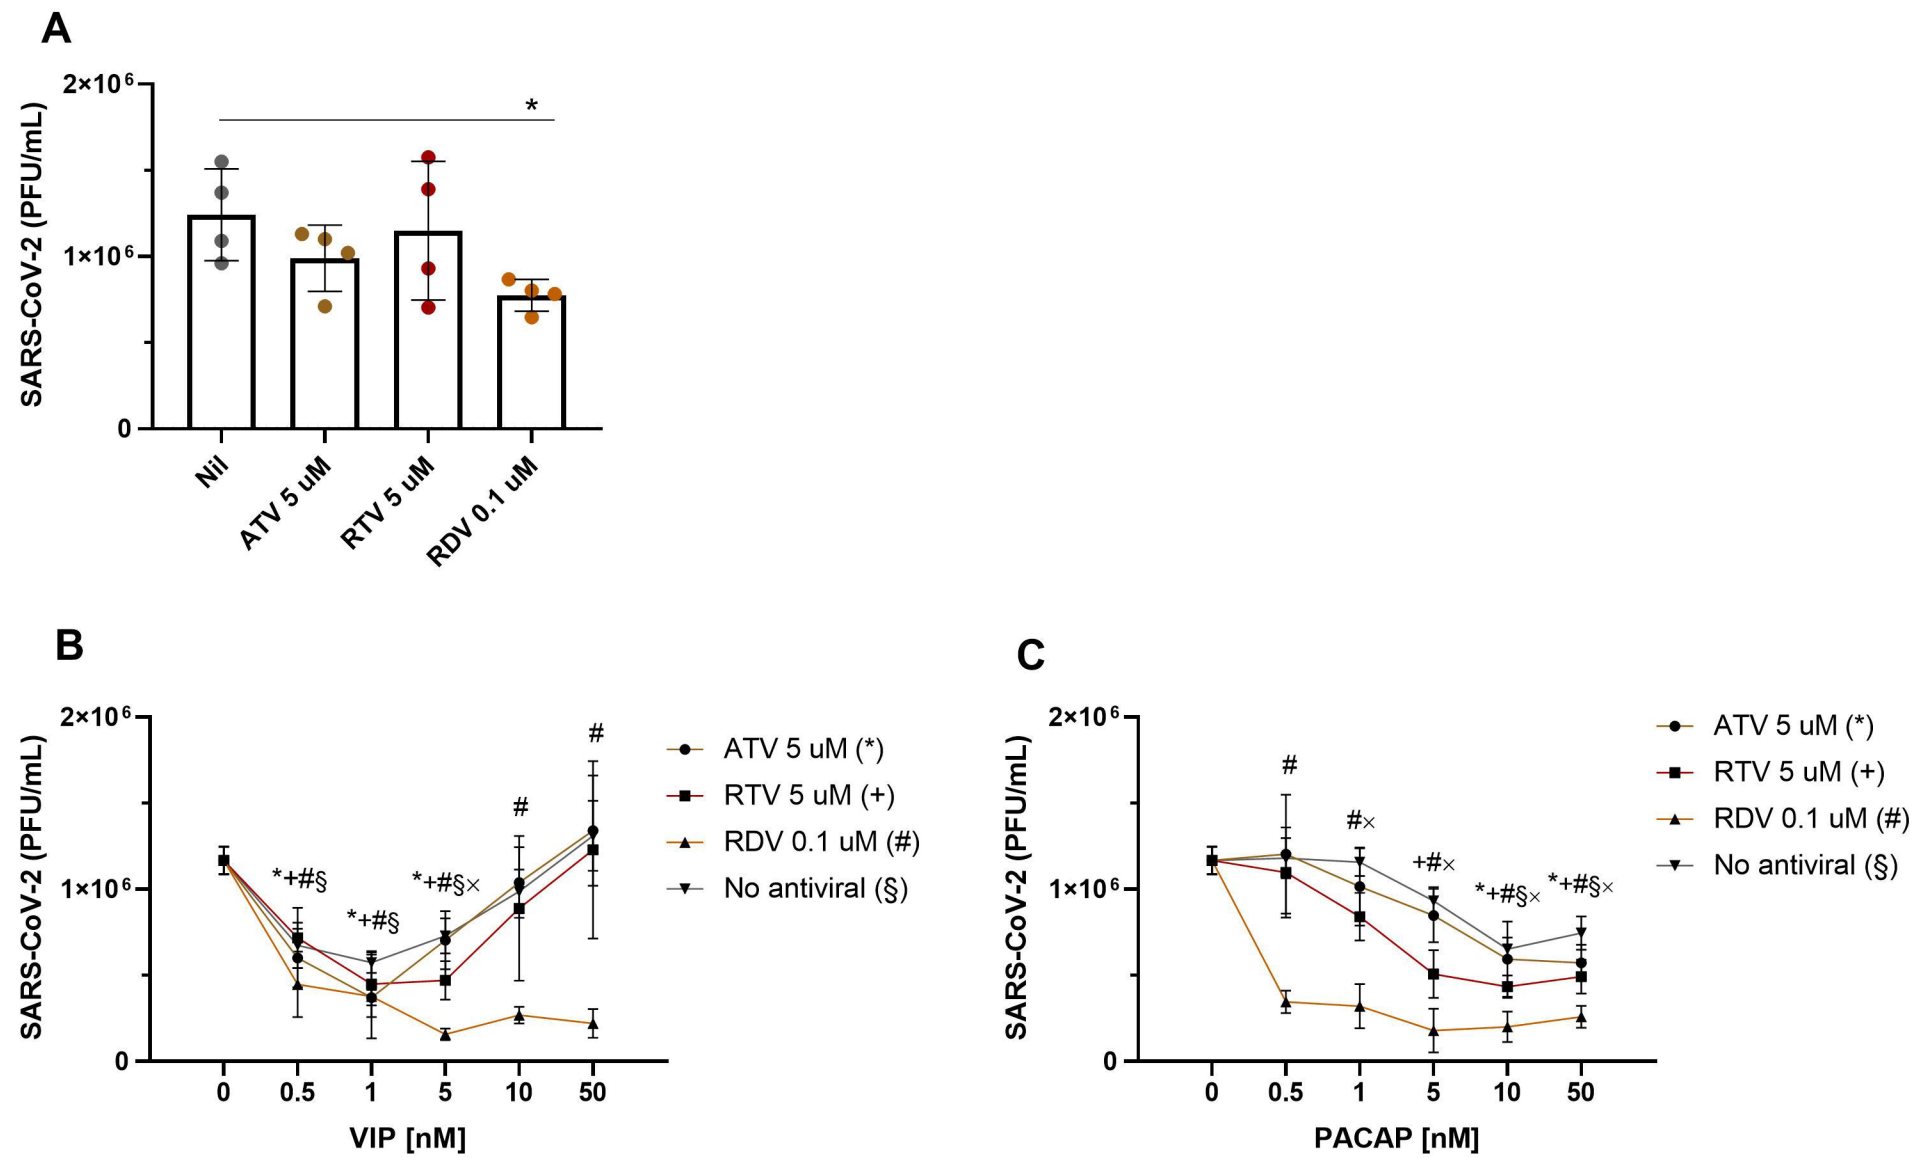 A
SARS-CoV-2 (PFU/mL)
2×10⁶
1×10⁶
0
*
Nil
ATV 5 uM
RTV 5 uM
RDV 0.1 uM
B
SARS-CoV-2 (PFU/mL)
2×10⁶
1×10⁶
0
*+#§
*+#§
*+#§×
#
#
0 0.5 1 5 10 50
VIP [nM]
ATV 5 uM (*)
RTV 5 uM (+)
RDV 0.1 uM (#)
No antiviral (§)
C
SARS-CoV-2 (PFU/mL)
2×10⁶
1×10⁶
0
#
#×
+#×
*+#§×
*+#§×
0 0.5 1 5 10 50
PACAP [nM]
ATV 5 uM (*)
RTV 5 uM (+)
RDV 0.1 uM (#)
No antiviral (§)